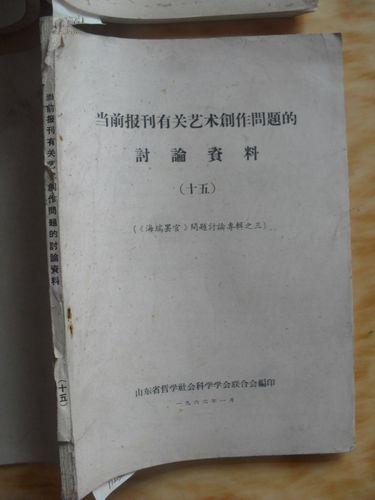 当前报刊有关艺术創作問題的
討論資料
(十五)
(《海瑞罢官》問題討論專輯之三)
山东省哲学社会科学学会联合会編印
一九六六年一月
当前报刊有关艺术創作問題的討論資料
(十五)